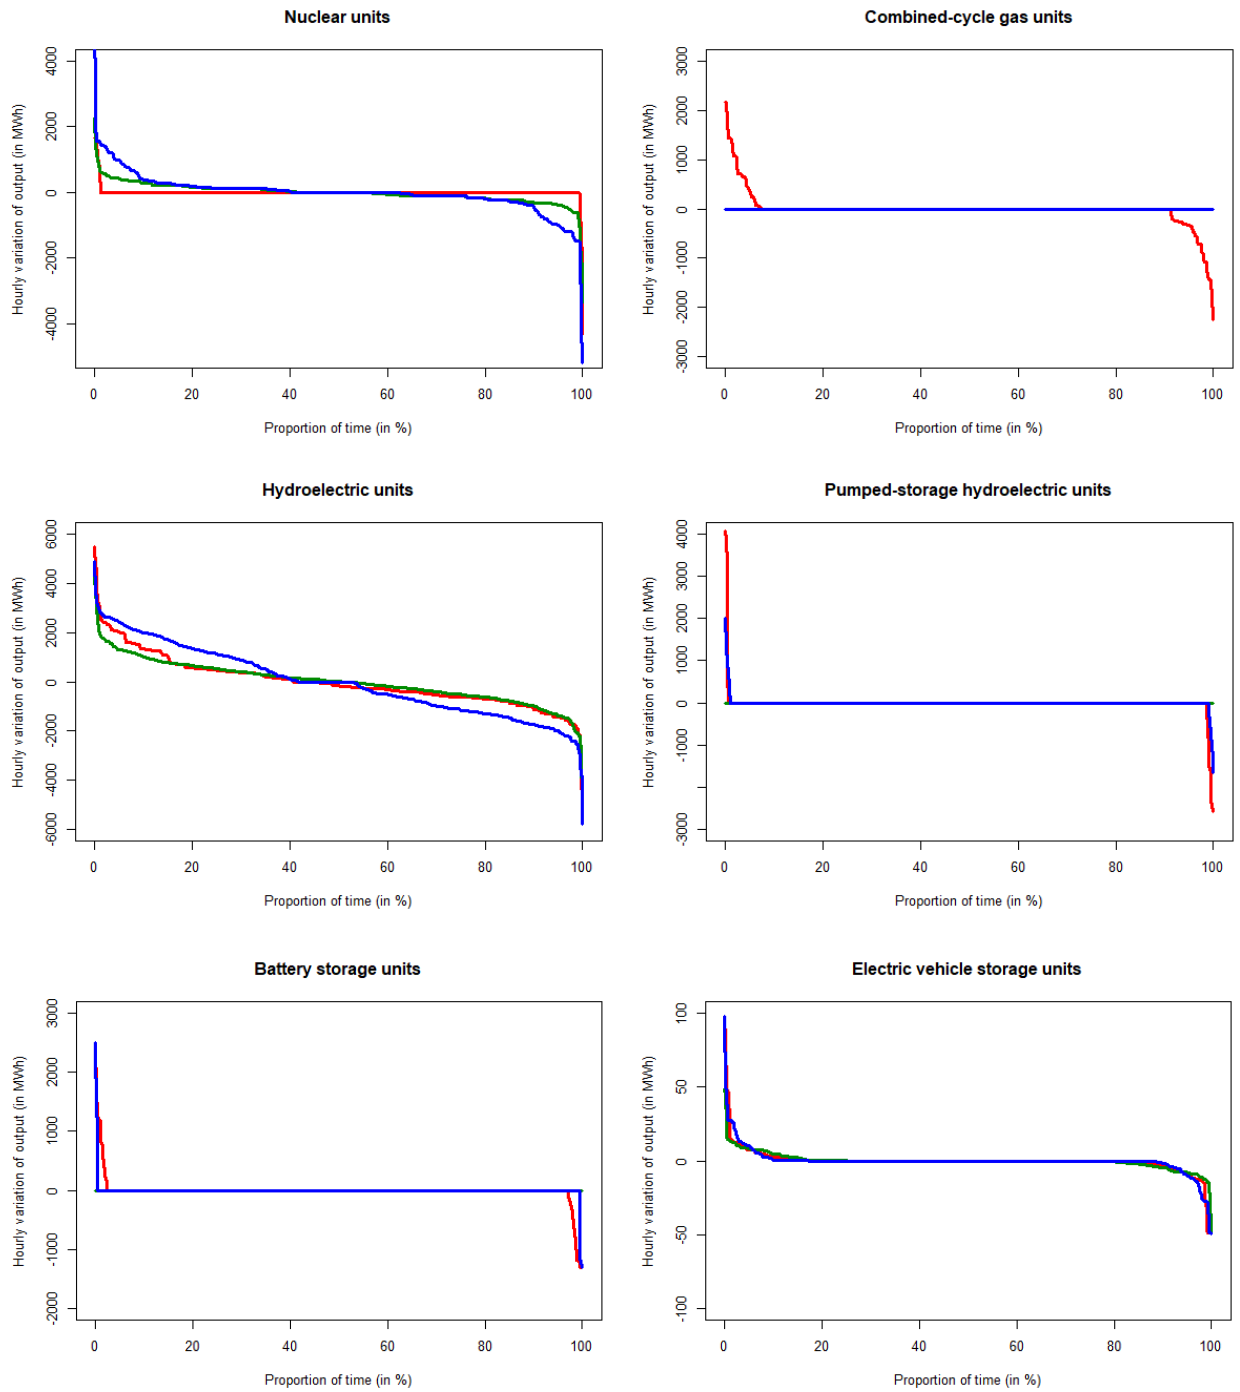 Nuclear units
Hourly variation of output (in MWh)
4000
2000
0
-2000
-4000
0 20 40 60 80 100
Proportion of time (in %)
Combined-cycle gas units
Hourly variation of output (in MWh)
3000
2000
1000
0
-1000
-2000
-3000
0 20 40 60 80 100
Proportion of time (in %)
Hydroelectric units
Hourly variation of output (in MWh)
6000
4000
2000
0
-2000
-4000
-6000
0 20 40 60 80 100
Proportion of time (in %)
Pumped-storage hydroelectric units
Hourly variation of output (in MWh)
4000
3000
2000
1000
0
-1000
-3000
0 20 40 60 80 100
Proportion of time (in %)
Battery storage units
Hourly variation of output (in MWh)
3000
2000
1000
0
-1000
-2000
0 20 40 60 80 100
Proportion of time (in %)
Electric vehicle storage units
Hourly variation of output (in MWh)
100
50
0
-50
-100
0 20 40 60 80 100
Proportion of time (in %)